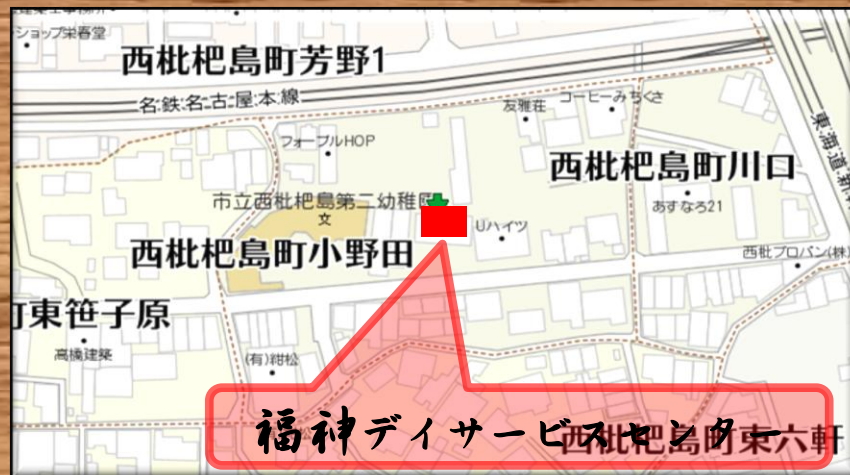 ショップ栄春堂
西枇杷島町芳野1
名鉄名古屋本線
友雅荘
コーヒーみちくさ
フォーブルHOP
西枇杷島町川口
東海道新
市立西枇杷島第二幼稚園
文
Uハイツ
あすなろ21
西枇杷島町小野田
西枇プロパン(株)
町東笹子原
高橋建築
(有)紺松
福神デイサービスセンター
西枇杷島町東六軒